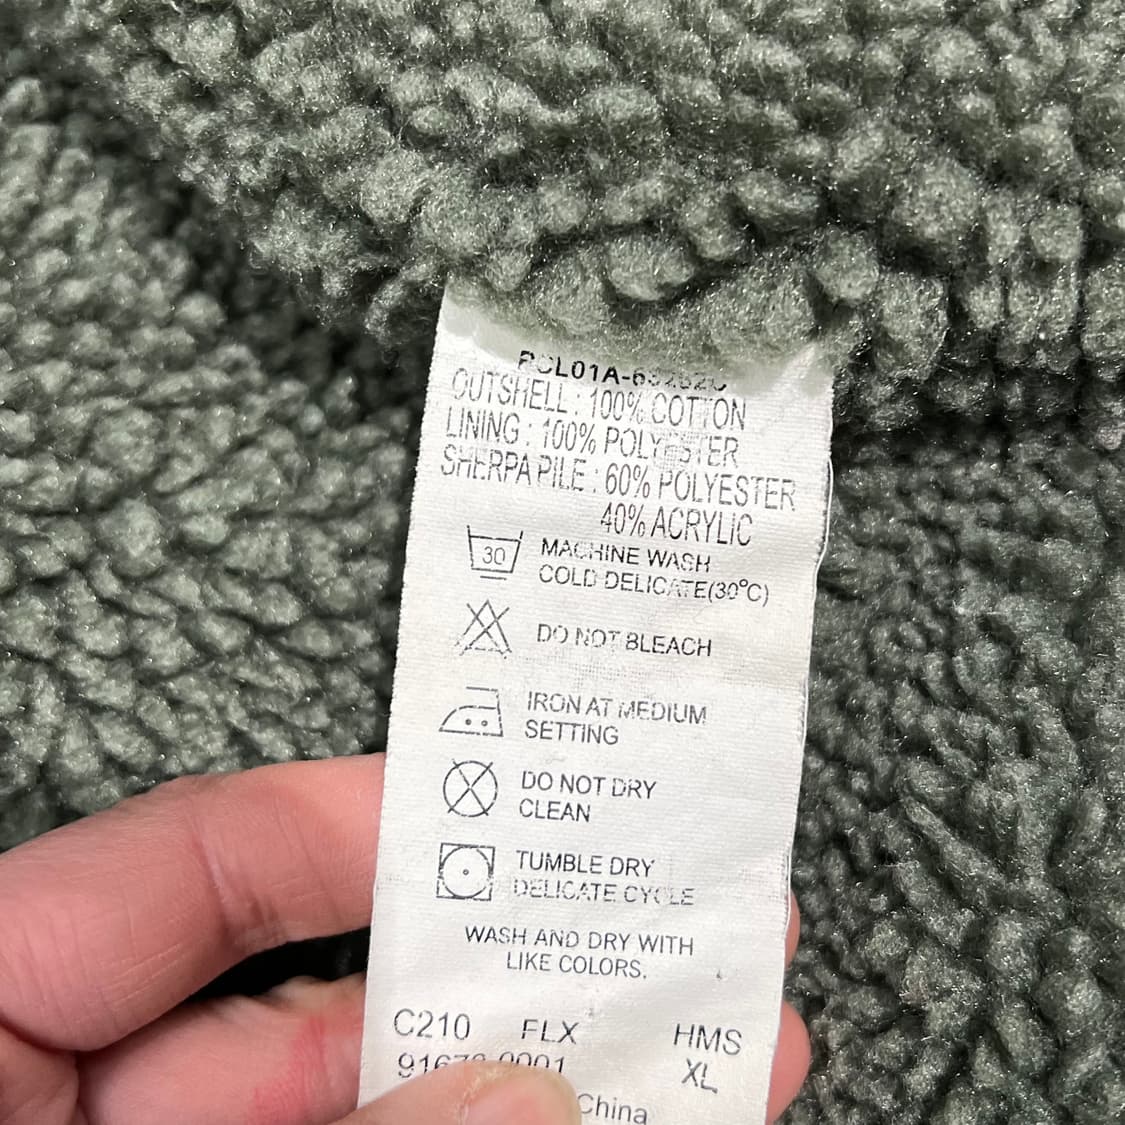 OUTSHELL : 100% COTTON
LINING : 100% POLYESTER
SHERPA PILE : 60% POLYESTER
40% ACRYLIC
30
MACHINE WASH
COLD DELICATE(30°C)
DO NOT BLEACH
IRON AT MEDIUM
SETTING
DO NOT DRY
CLEAN
TUMBLE DRY
DELICATE CYCLE
WASH AND DRY WITH
LIKE COLORS.
C210 FLX HMS
XL
China